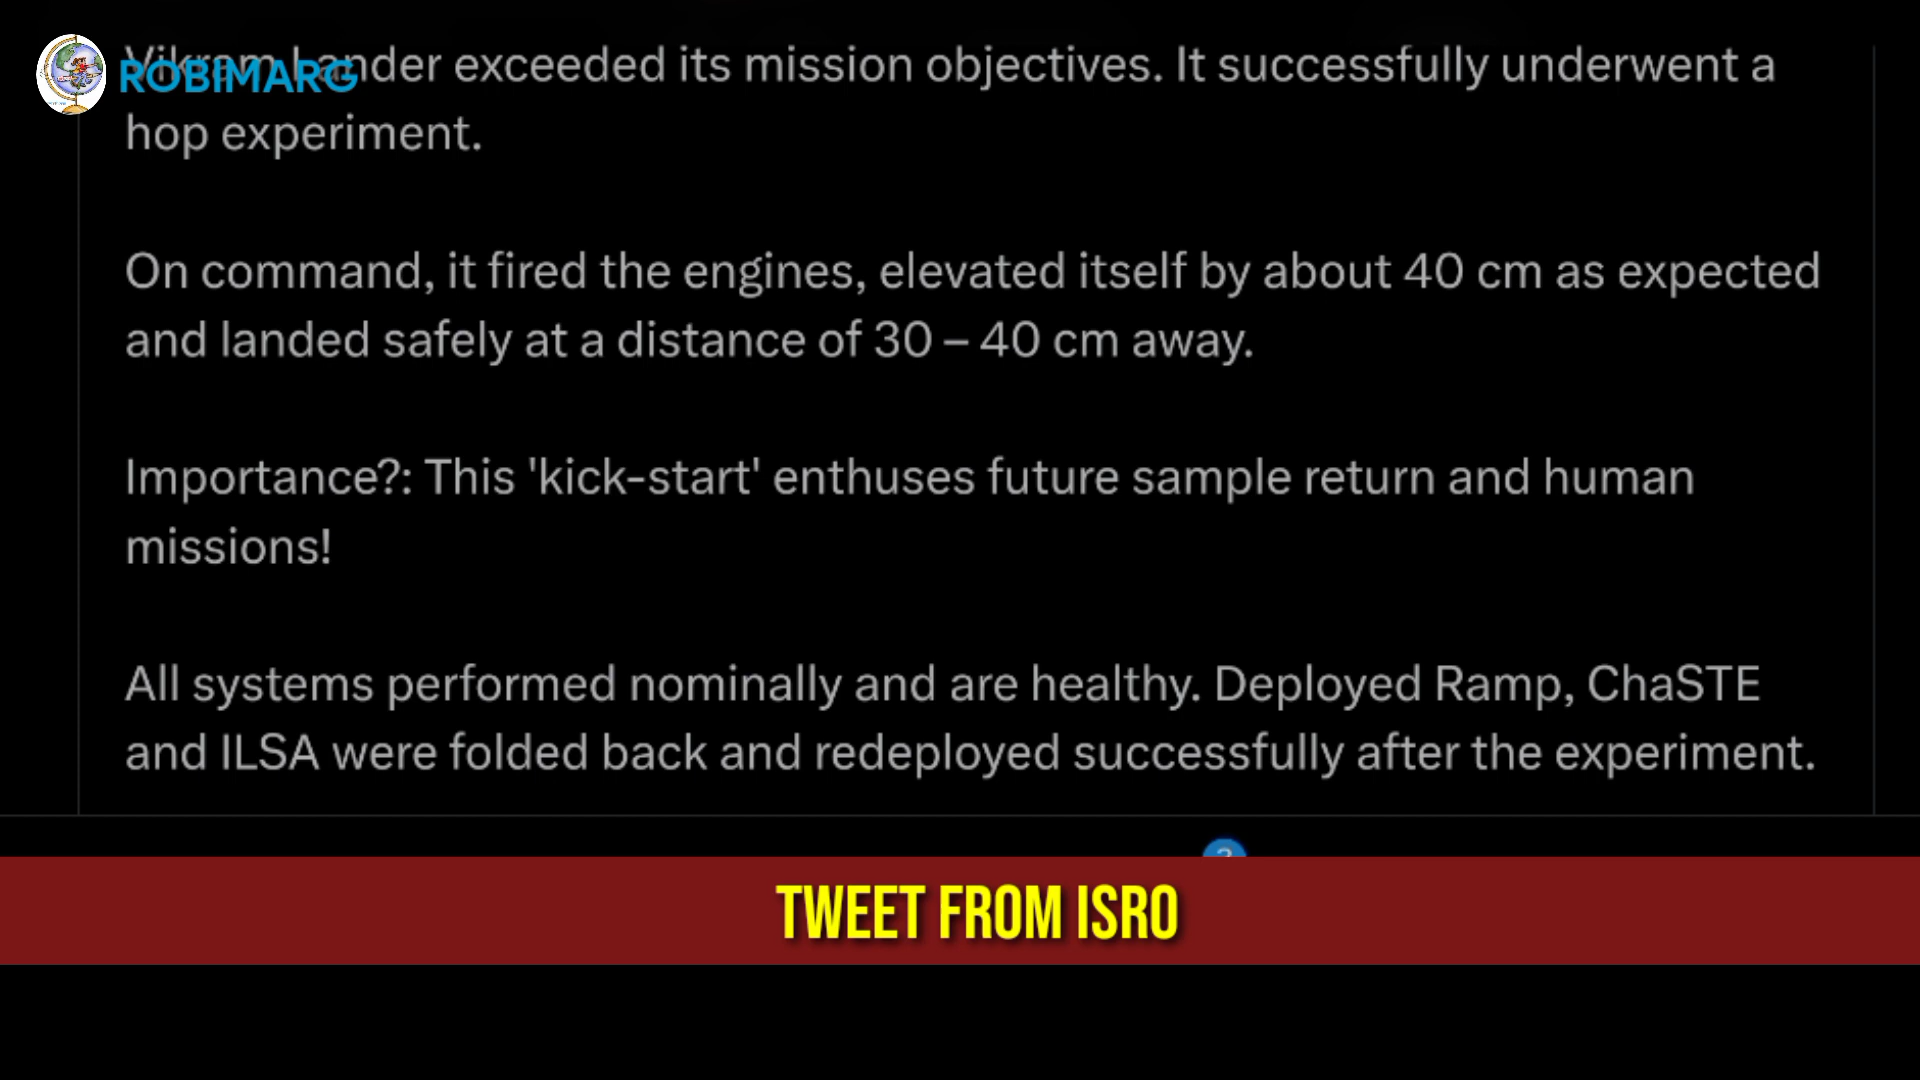 Vikram Lander exceeded its mission objectives. It successfully underwent a
ROBIMARG
hop experiment.
On command, it fired the engines, elevated itself by about 40 cm as expected
and landed safely at a distance of 30 – 40 cm away.
Importance?: This 'kick-start' enthuses future sample return and human
missions!
All systems performed nominally and are healthy. Deployed Ramp, ChaSTE
and ILSA were folded back and redeployed successfully after the experiment.
TWEET FROM ISRO